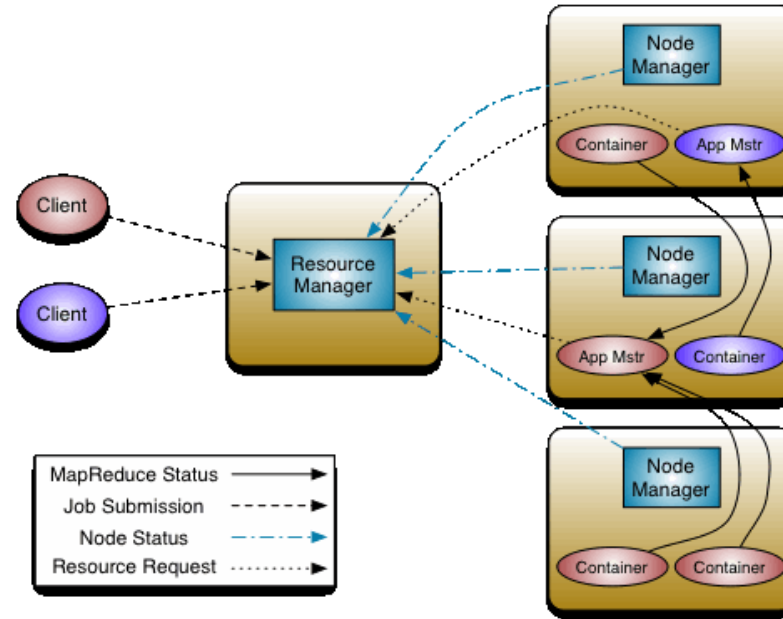 Client
Client
Resource
Manager
Node
Manager
Container
App Mstr
Node
Manager
App Mstr
Container
Node
Manager
Container
Container
MapReduce Status
Job Submission
Node Status
Resource Request